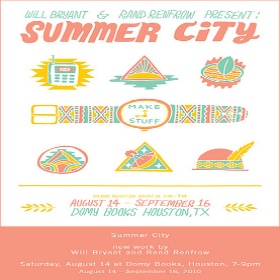 WILL BRYANT & RAND RENFROW PRESENT:
SUMMER CITY
MAKE
STUFF
AUGUST 14 - SEPTEMBER 16
DOMY BOOKS HOUSTON, TX
Summer City
new work by
Will Bryant and Rand Renfrow
Saturday, August 14 at Domy Books, Houston, 7-9pm
August 14 - September 16, 2010